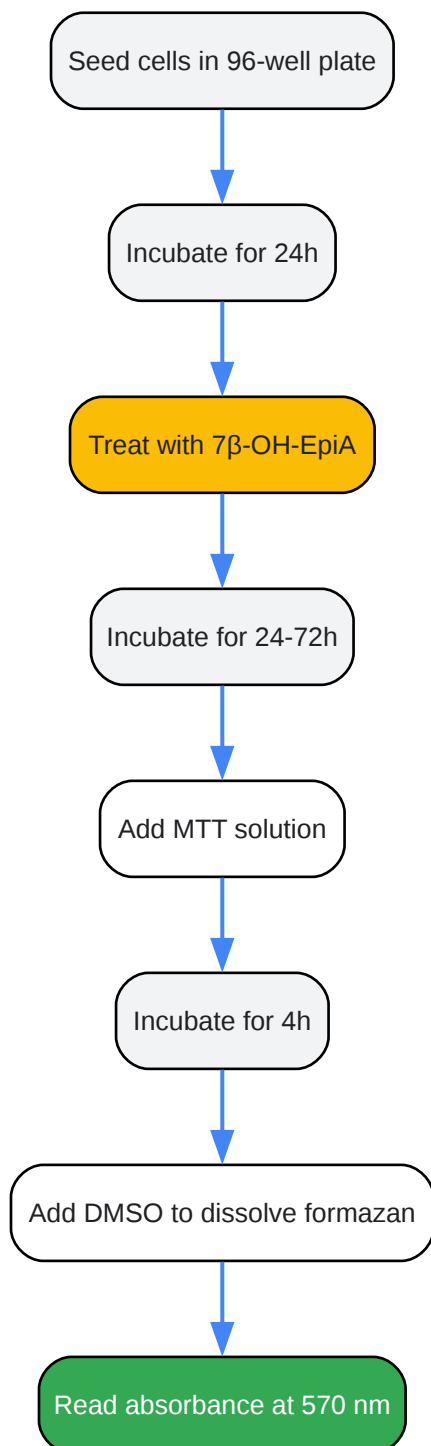 Seed cells in 96-well plate
Incubate for 24h
Treat with 7β-OH-EpiA
Incubate for 24-72h
Add MTT solution
Incubate for 4h
Add DMSO to dissolve formazan
Read absorbance at 570 nm